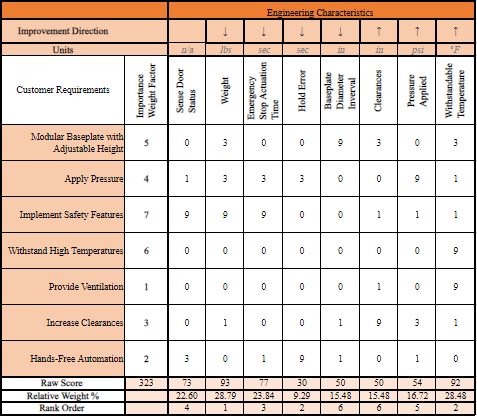 Engineering Characteristics
Improvement Direction ↓ ↓ ↓ ↓ ↑ ↑ ↑
Units n/a lbs sec sec in in psi °F
Customer Requirements Importance Weight Factor Sense Door Status Weight Emergency Stop Actuation Time Hold Error Baseplate Diameter Inverval Clearances Pressure Applied Withstandable Temperature
Modular Baseplate with Adjustable Height 5 0 3 0 0 9 3 0 3
Apply Pressure 4 1 3 3 3 0 0 9 1
Implement Safety Features 7 9 9 9 0 0 1 1 1
Withstand High Temperatures 6 0 0 0 0 0 0 0 9
Provide Ventilation 1 0 0 0 0 0 1 0 9
Increase Clearances 3 0 1 0 0 1 9 3 1
Hands-Free Automation 2 3 0 1 9 1 0 1 0
Raw Score 323 73 93 77 30 50 50 54 92
Relative Weight % 22.60 28.79 23.84 9.29 15.48 15.48 16.72 28.48
Rank Order 4 1 3 2 6 6 5 2